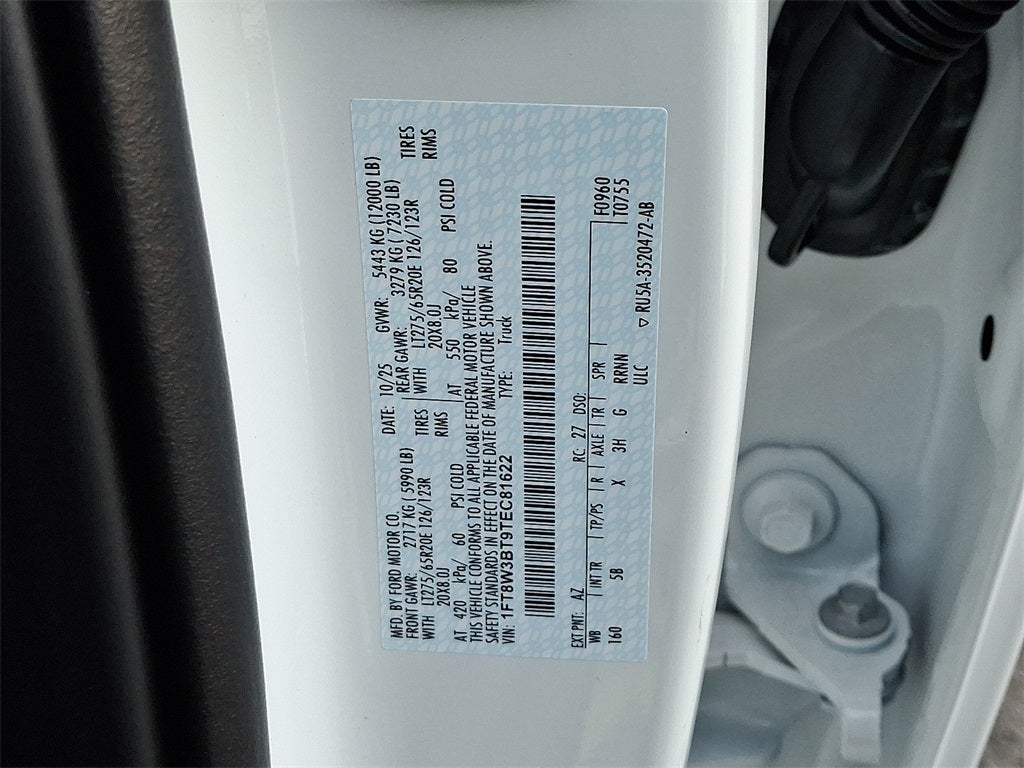 MFD. BY FORD MOTOR CO. DATE: 10/25 GVWR: 5443 KG (12000 LB)
FRONT GAWR: 2717 KG ( 5990 LB) REAR GAWR: 3279 KG ( 7230 LB)
WITH LT275/65R20E 126/123R TIRES WITH LT275/65R20E 126/123R TIRES
20X8.0J RIMS 20X8.0J RIMS
AT 420 kPa/ 60 PSI COLD AT 550 kPa/ 80 PSI COLD
THIS VEHICLE CONFORMS TO ALL APPLICABLE FEDERAL MOTOR VEHICLE
SAFETY STANDARDS IN EFFECT ON THE DATE OF MANUFACTURE SHOWN ABOVE.
VIN: 1FT8W3BT9TEC81622 TYPE: Truck
EXT PNT: AZ RC: 27 DSO: F0960
WB INT TR TP/PS R AXLE TR SPR T0755
160 5B X 3H G RRNN
ULC ▽ RU5A-3520472-AB